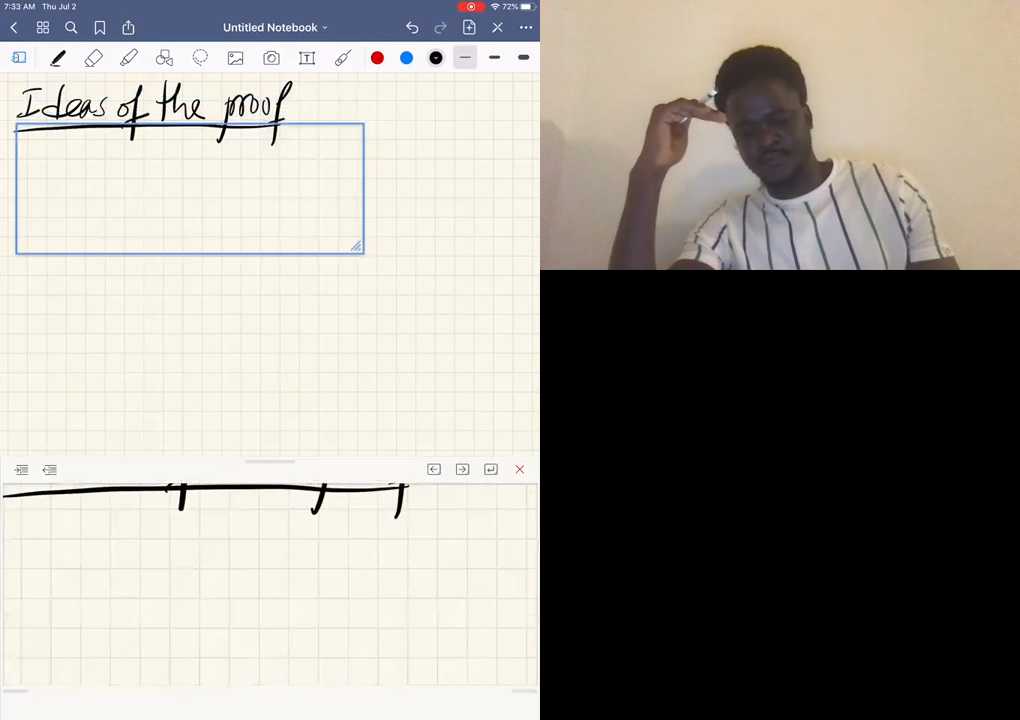 7:33 AM Thu Jul 2
72%
Untitled Notebook
T
Ideas of the proof